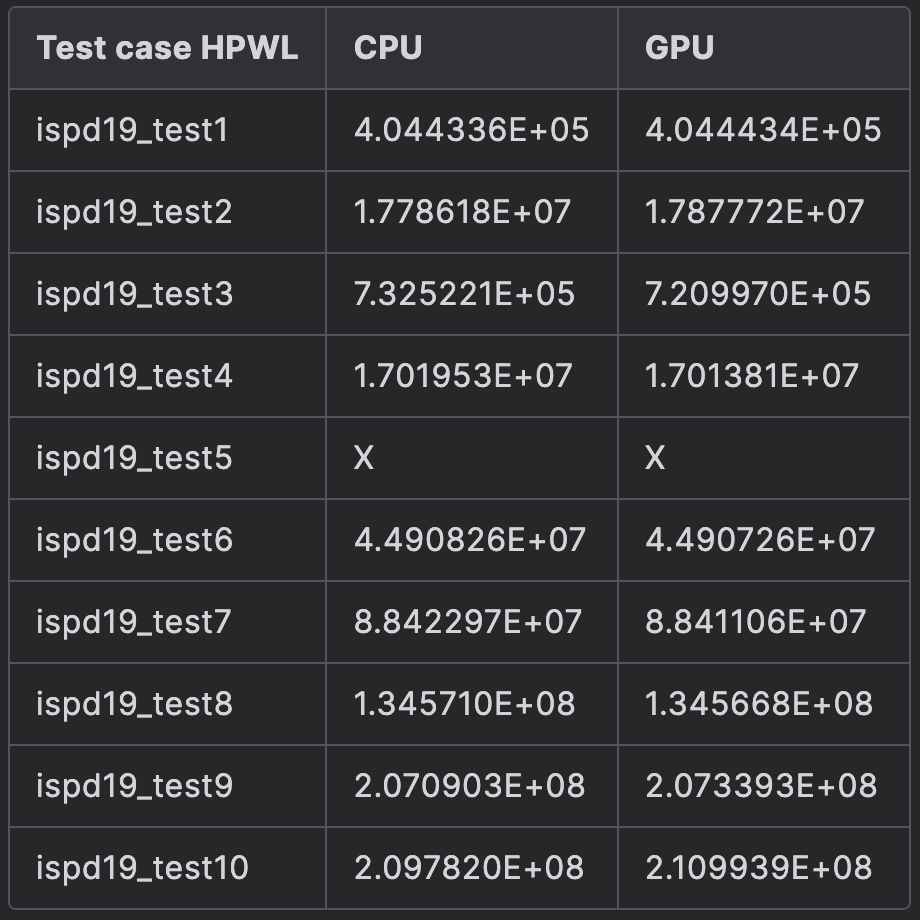 Test case HPWL CPU GPU
ispd19_test1 4.044336E+05 4.044434E+05
ispd19_test2 1.778618E+07 1.787772E+07
ispd19_test3 7.325221E+05 7.209970E+05
ispd19_test4 1.701953E+07 1.701381E+07
ispd19_test5 X X
ispd19_test6 4.490826E+07 4.490726E+07
ispd19_test7 8.842297E+07 8.841106E+07
ispd19_test8 1.345710E+08 1.345668E+08
ispd19_test9 2.070903E+08 2.073393E+08
ispd19_test10 2.097820E+08 2.109939E+08